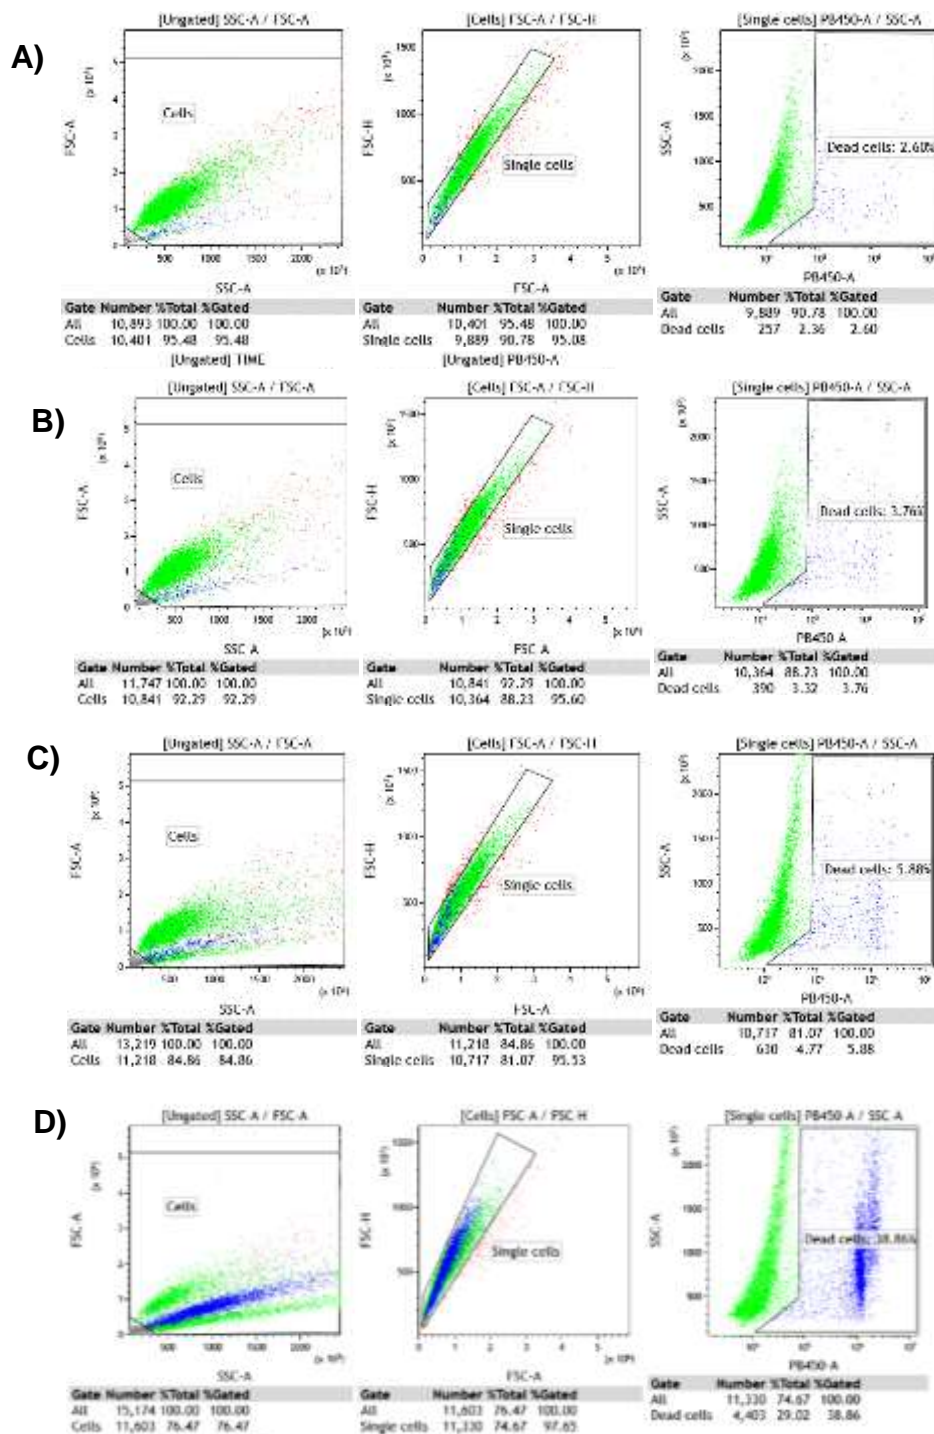 A)
[Ungated] SSC-A / FSC-A
[Cells] FSC-A / FSC-H
[Single cells] PB450-A / SSC-A
Cells
Single cells
Dead cells: 2.60%
FSC-A
FSC-H
SSC-A
SSC-A
FSC-A
PB450-A
Gate Number %Total %Gated
All 10,893 100.00 100.00
Cells 10,401 95.48 95.48
Gate Number %Total %Gated
All 10,401 95.48 100.00
Single cells 9,889 90.78 95.08
Gate Number %Total %Gated
All 9,889 90.78 100.00
Dead cells 257 2.36 2.60
[Ungated] TIME
[Ungated] PB450-A
B)
[Ungated] SSC-A / FSC-A
[Cells] FSC-A / FSC-H
[Single cells] PB450-A / SSC-A
Cells
Single cells
Dead cells: 3.76%
FSC-A
FSC-H
SSC-A
SSC-A
FSC-A
PB450-A
Gate Number %Total %Gated
All 11,747 100.00 100.00
Cells 10,841 92.29 92.29
Gate Number %Total %Gated
All 10,841 92.29 100.00
Single cells 10,364 88.23 95.60
Gate Number %Total %Gated
All 10,364 88.23 100.00
Dead cells 390 3.32 3.76
C)
[Ungated] SSC-A / FSC-A
[Cells] FSC-A / FSC-H
[Single cells] PB450-A / SSC-A
Cells
Single cells
Dead cells: 5.88%
FSC-A
FSC-H
SSC-A
SSC-A
FSC-A
PB450-A
Gate Number %Total %Gated
All 13,219 100.00 100.00
Cells 11,218 84.86 84.86
Gate Number %Total %Gated
All 11,218 84.86 100.00
Single cells 10,717 81.07 95.53
Gate Number %Total %Gated
All 10,717 81.07 100.00
Dead cells 630 4.77 5.88
D)
[Ungated] SSC-A / FSC-A
[Cells] FSC-A / FSC-H
[Single cells] PB450-A / SSC-A
Cells
Single cells
Dead cells: 38.86%
FSC-A
FSC-H
SSC-A
SSC-A
FSC-A
PB450-A
Gate Number %Total %Gated
All 15,174 100.00 100.00
Cells 11,603 76.47 76.47
Gate Number %Total %Gated
All 11,603 76.47 100.00
Single cells 11,330 74.67 97.65
Gate Number %Total %Gated
All 11,330 74.67 100.00
Dead cells 4,403 29.02 38.86